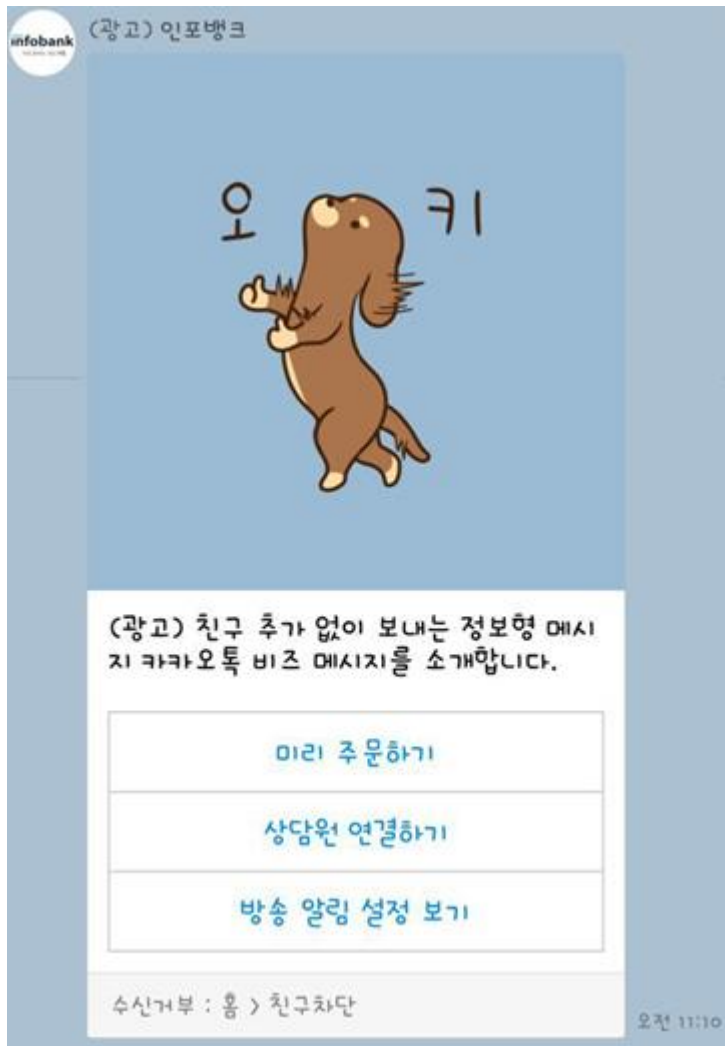 infobank
(광고) 인포뱅크
오 키
(광고) 친구 추가 없이 보내는 정보형 메시
지 카카오톡 비즈 메시지를 소개합니다.
미리 주문하기
상담원 연결하기
방송 알림 설정 보기
수신거부 : 홈 > 친구차단
오전 11:10